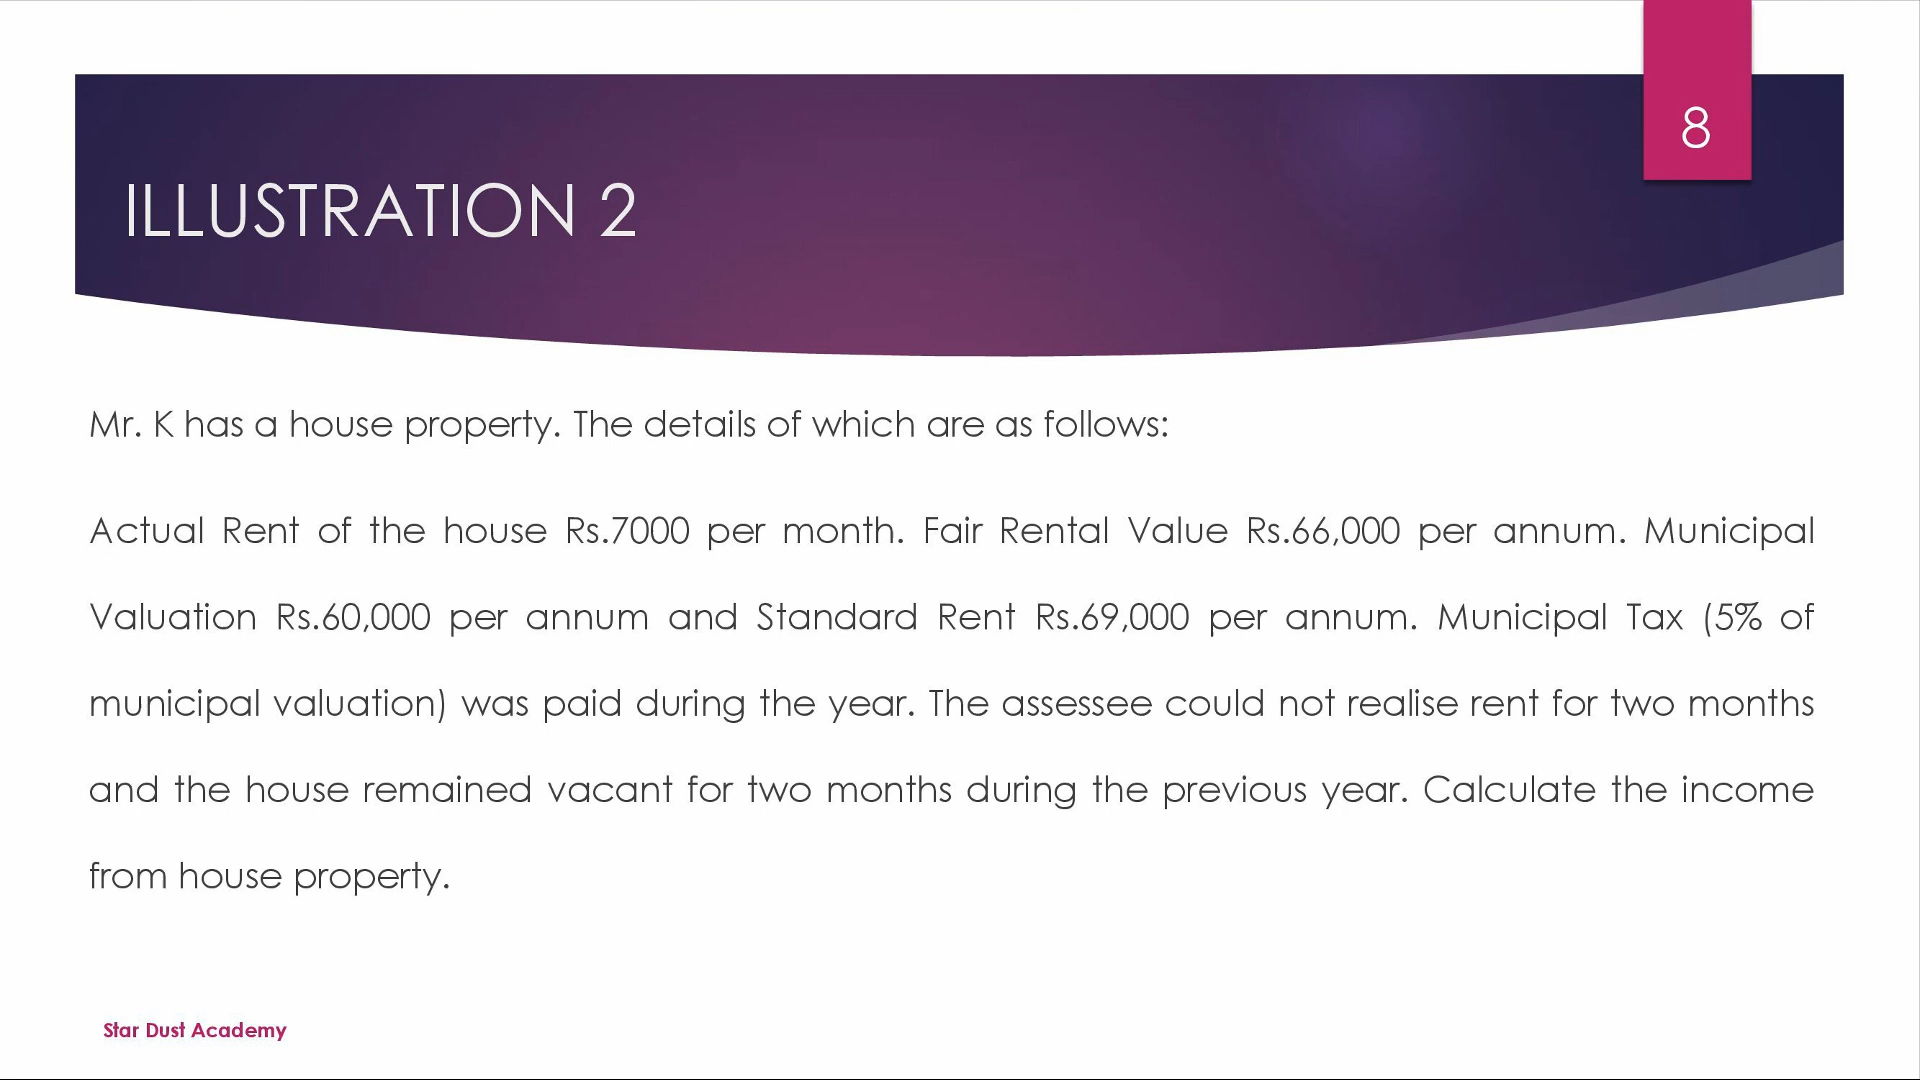 8
ILLUSTRATION 2
Mr. K has a house property. The details of which are as follows:
Actual Rent of the house Rs.7000 per month. Fair Rental Value Rs.66,000 per annum. Municipal
Valuation Rs.60,000 per annum and Standard Rent Rs.69,000 per annum. Municipal Tax (5% of
municipal valuation) was paid during the year. The assessee could not realise rent for two months
and the house remained vacant for two months during the previous year. Calculate the income
from house property.
Star Dust Academy